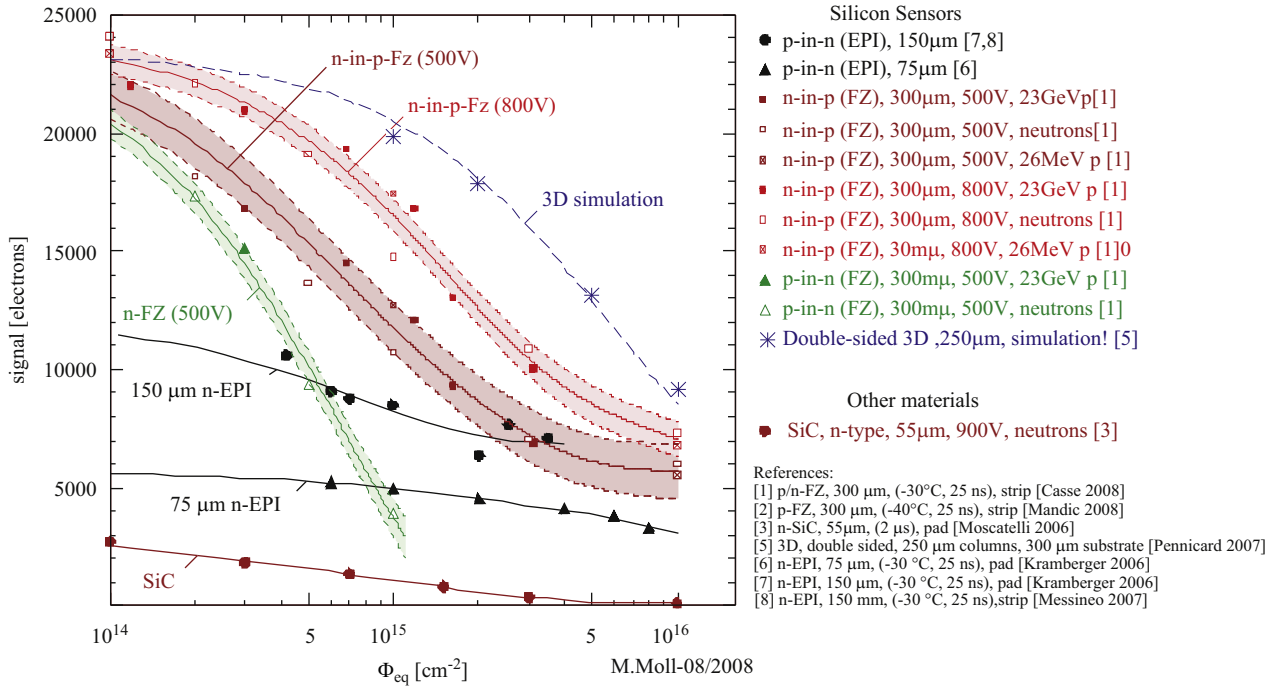 25000
20000
15000
10000
5000
signal [electrons]
n-in-p-Fz (500V)
n-in-p-Fz (800V)
3D simulation
n-FZ (500V)
150 μm n-EPI
75 μm n-EPI
SiC
10^14 5 10^15 5 10^16
Φeq [cm^-2]
M.Moll-08/2008
Silicon Sensors
p-in-n (EPI), 150μm [7,8]
p-in-n (EPI), 75μm [6]
n-in-p (FZ), 300μm, 500V, 23GeVp[1]
n-in-p (FZ), 300μm, 500V, neutrons[1]
n-in-p (FZ), 300μm, 500V, 26MeV p [1]
n-in-p (FZ), 300μm, 800V, 23GeV p [1]
n-in-p (FZ), 300μm, 800V, neutrons [1]
n-in-p (FZ), 30mμ, 800V, 26MeV p [1]0
p-in-n (FZ), 300mμ, 500V, 23GeV p [1]
p-in-n (FZ), 300mμ, 500V, neutrons [1]
Double-sided 3D ,250μm, simulation! [5]
Other materials
SiC, n-type, 55μm, 900V, neutrons [3]
References:
[1] p/n-FZ, 300 μm, (-30°C, 25 ns), strip [Casse 2008]
[2] p-FZ, 300 μm, (-40°C, 25 ns), strip [Mandic 2008]
[3] n-SiC, 55μm, (2 μs), pad [Moscatelli 2006]
[5] 3D, double sided, 250 μm columns, 300 μm substrate [Pennicard 2007]
[6] n-EPI, 75 μm, (-30 °C, 25 ns), pad [Kramberger 2006]
[7] n-EPI, 150 μm, (-30 °C, 25 ns), pad [Kramberger 2006]
[8] n-EPI, 150 mm, (-30 °C, 25 ns),strip [Messineo 2007]